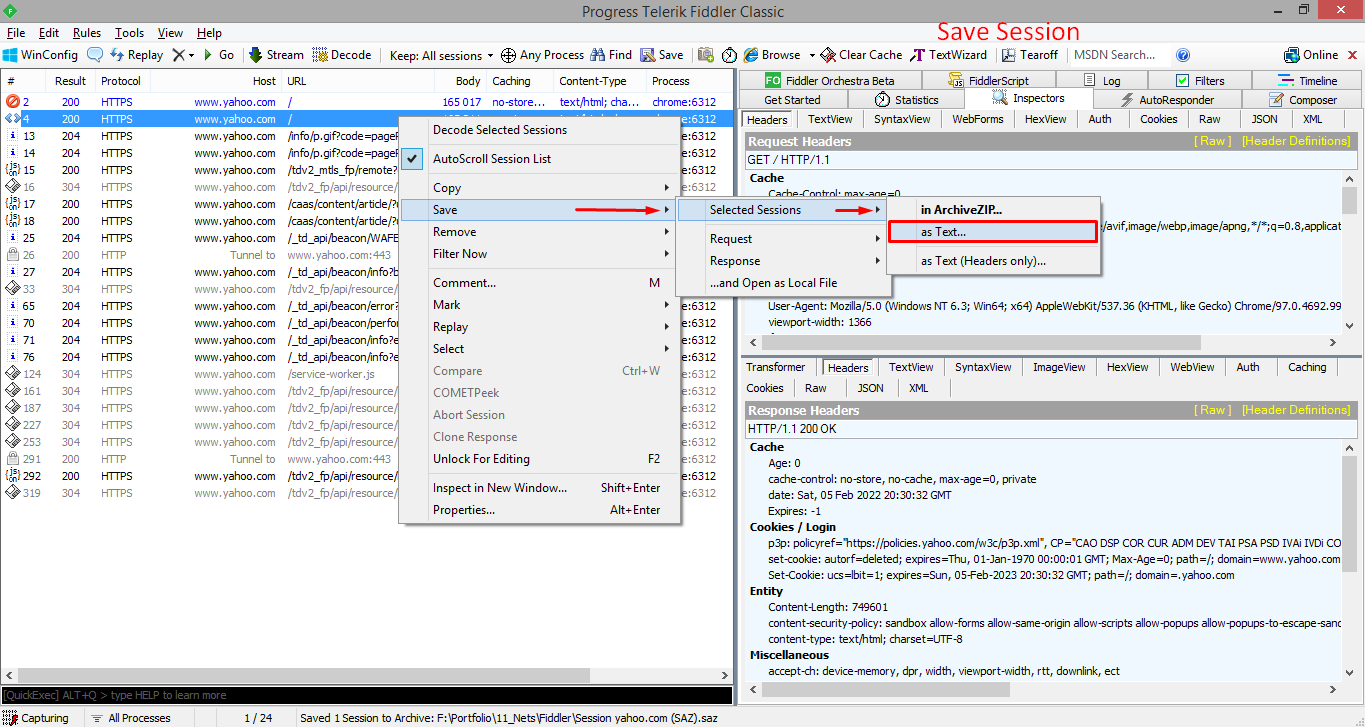 Progress Telerik Fiddler Classic
File Edit Rules Tools View Help
Save Session
WinConfig Replay Go Stream Decode Keep: All sessions Any Process Find Save Browse Clear Cache TextWizard Tearoff MSDN Search... Online
# Result Protocol Host URL Body Caching Content-Type Process
2 200 HTTPS www.yahoo.com / 165 017 no-store... text/html; cha... chrome:6312
4 200 HTTPS www.yahoo.com /
13 204 HTTPS www.yahoo.com /info/p.gif?code=pageF e:6312
14 204 HTTPS www.yahoo.com /info/p.gif?code=pageF e:6312
15 200 HTTPS www.yahoo.com /tdv2_mtls_fp/remote? e:6312
16 304 HTTPS www.yahoo.com /tdv2_fp/api/resource/ e:6312
17 200 HTTPS www.yahoo.com /caas/content/article/? e:6312
18 200 HTTPS www.yahoo.com /caas/content/article/? e:6312
25 200 HTTPS www.yahoo.com /_td_api/beacon/WAFE
26 200 HTTP Tunnel to www.yahoo.com:443
27 204 HTTPS www.yahoo.com /_td_api/beacon/info?b
33 304 HTTPS www.yahoo.com /tdv2_fp/api/resource/
65 204 HTTPS www.yahoo.com /_td_api/beacon/error? e:6312
70 204 HTTPS www.yahoo.com /_td_api/beacon/perfor e:6312
71 204 HTTPS www.yahoo.com /_td_api/beacon/info?e e:6312
76 204 HTTPS www.yahoo.com /_td_api/beacon/info?e e:6312
124 304 HTTPS www.yahoo.com /service-worker.js e:6312
161 304 HTTPS www.yahoo.com /tdv2_fp/api/resource/ e:6312
187 304 HTTPS www.yahoo.com /tdv2_fp/api/resource/ e:6312
227 304 HTTPS www.yahoo.com /tdv2_fp/api/resource/ e:6312
253 304 HTTPS www.yahoo.com /tdv2_fp/api/resource/ e:6312
291 200 HTTP Tunnel to www.yahoo.com:443 e:6312
292 200 HTTPS www.yahoo.com /tdv2_fp/api/resource/ e:6312
319 304 HTTPS www.yahoo.com /tdv2_fp/api/resource/ e:6312
Decode Selected Sessions
AutoScroll Session List
Copy
Save
Remove
Filter Now
Comment... M
Mark
Replay
Select
Compare Ctrl+W
COMETPeek
Abort Session
Clone Response
Unlock For Editing F2
Inspect in New Window... Shift+Enter
Properties... Alt+Enter
Selected Sessions
Request
Response
...and Open as Local File
in ArchiveZIP...
as Text...
as Text (Headers only)...
FO Fiddler Orchestra Beta FiddlerScript Log Filters Timeline
Get Started Statistics Inspectors AutoResponder Composer
Headers TextView SyntaxView WebForms HexView Auth Cookies Raw JSON XML
Request Headers [ Raw ] [Header Definitions]
GET / HTTP/1.1
Cache
Cache-Control: max-age=0
/avif,image/webp,image/apng,*/*;q=0.8,applicat
User-Agent: Mozilla/5.0 (Windows NT 6.3; Win64; x64) AppleWebKit/537.36 (KHTML, like Gecko) Chrome/97.0.4692.99
viewport-width: 1366
Transformer Headers TextView SyntaxView ImageView HexView WebView Auth Caching
Cookies Raw JSON XML
Response Headers [ Raw ] [Header Definitions]
HTTP/1.1 200 OK
Cache
Age: 0
cache-control: no-store, no-cache, max-age=0, private
date: Sat, 05 Feb 2022 20:30:32 GMT
Expires: -1
Cookies / Login
p3p: policyref="https://policies.yahoo.com/w3c/p3p.xml", CP="CAO DSP COR CUR ADM DEV TAI PSA PSD IVAi IVDi CO
set-cookie: autorf=deleted; expires=Thu, 01-Jan-1970 00:00:01 GMT; Max-Age=0; path=/; domain=www.yahoo.com
Set-Cookie: ucs=lbit=1; expires=Sun, 05-Feb-2023 20:30:32 GMT; path=/; domain=.yahoo.com
Entity
Content-Length: 749601
content-security-policy: sandbox allow-forms allow-same-origin allow-scripts allow-popups allow-popups-to-escape-sand
content-type: text/html; charset=UTF-8
Miscellaneous
accept-ch: device-memory, dpr, width, viewport-width, rtt, downlink, ect
[QuickExec] ALT+Q > type HELP to learn more
Capturing All Processes 1 / 24 Saved 1 Session to Archive: F:\Portfolio\11_Nets\Fiddler\Session yahoo.com (SAZ).saz